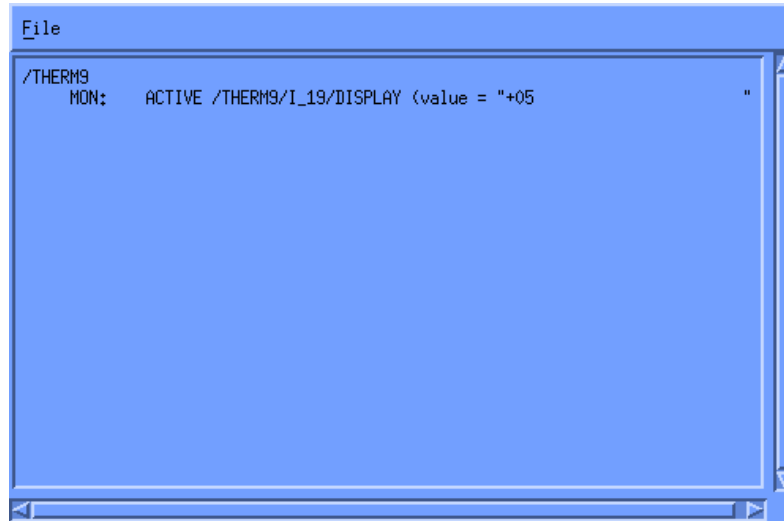 File
/THERM9
MON: ACTIVE /THERM9/I_19/DISPLAY (value = "+05 "